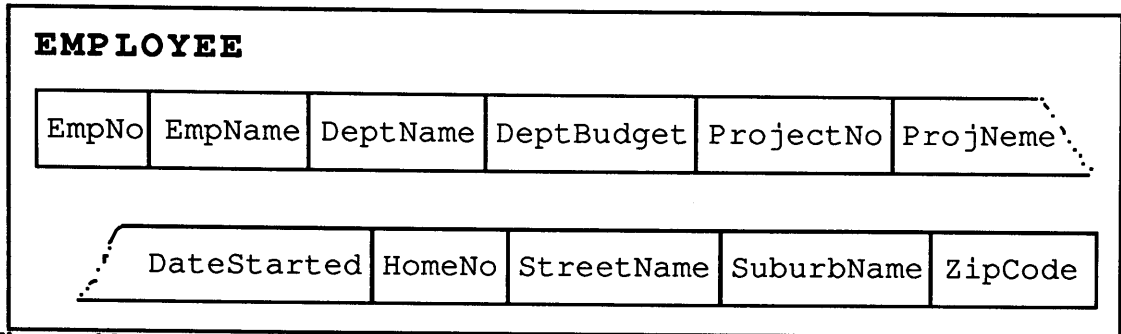 EMPLOYEE
EmpNo EmpName DeptName DeptBudget ProjectNo ProjNeme
DateStarted HomeNo StreetName SuburbName ZipCode